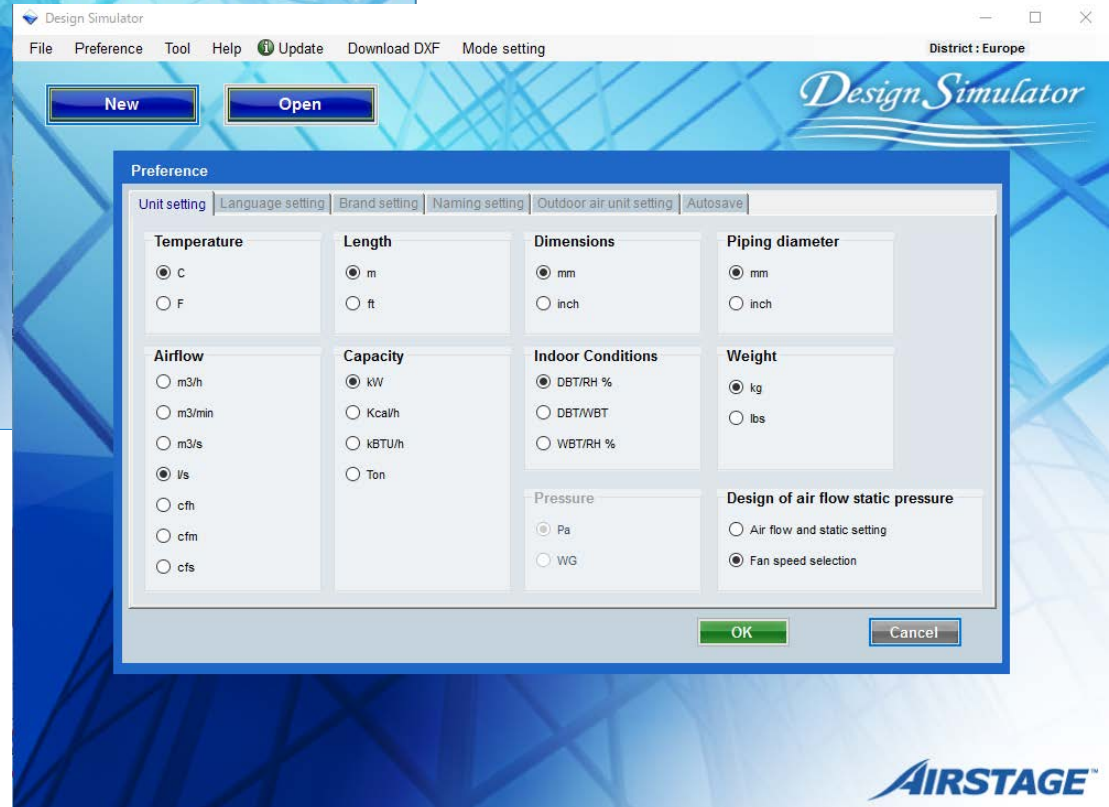 Design Simulator
File Preference Tool Help Update Download DXF Mode setting District : Europe
New Open Design Simulator
Preference
Unit setting Language setting Brand setting Naming setting Outdoor air unit setting Autosave
Temperature Length Dimensions Piping diameter
C m mm mm
F ft inch inch
Airflow Capacity Indoor Conditions Weight
m3/h kW DBT/RH % kg
m3/min Kcal/h DBT/WBT lbs
m3/s kBTU/h WBT/RH %
l/s Ton
cfh Pressure Design of air flow static pressure
cfm Pa Air flow and static setting
cfs WG Fan speed selection
OK Cancel
AIRSTAGE™